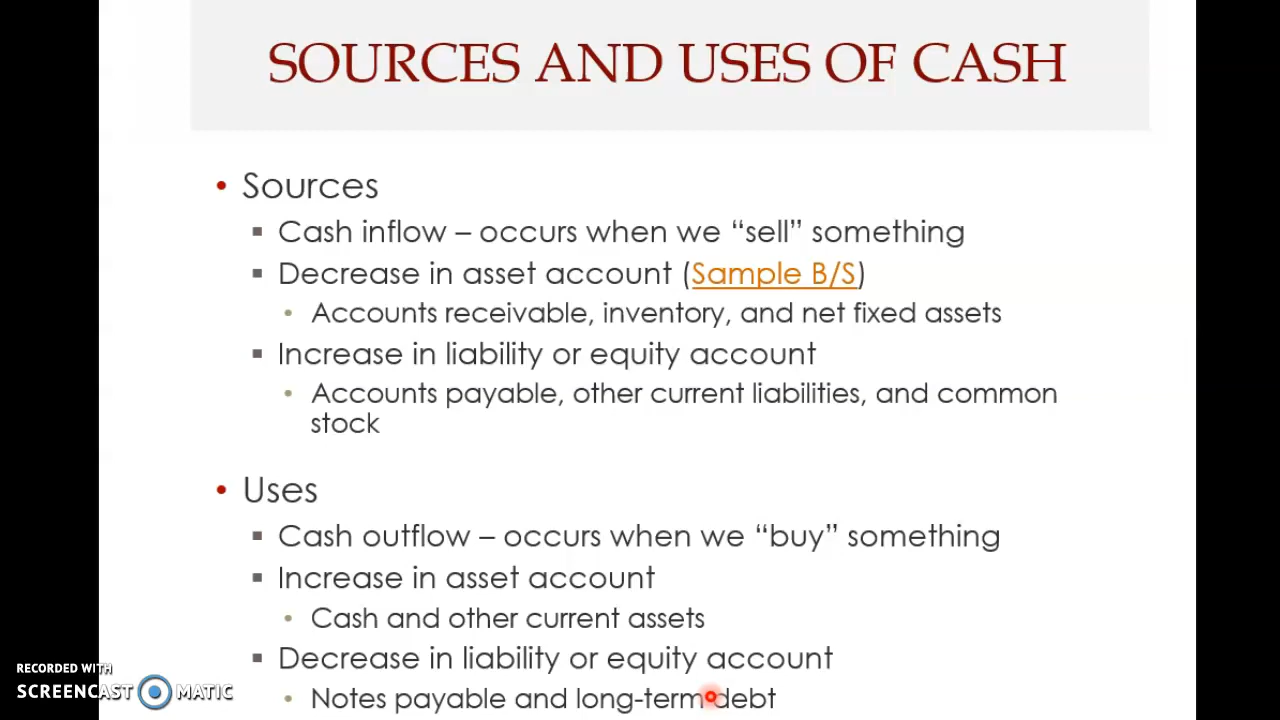 SOURCES AND USES OF CASH
• Sources
▪ Cash inflow – occurs when we “sell” something
▪ Decrease in asset account (Sample B/S)
• Accounts receivable, inventory, and net fixed assets
▪ Increase in liability or equity account
• Accounts payable, other current liabilities, and common
stock
• Uses
▪ Cash outflow – occurs when we “buy” something
▪ Increase in asset account
• Cash and other current assets
▪ Decrease in liability or equity account
• Notes payable and long-term debt
RECORDED WITH
SCREENCAST MATIC